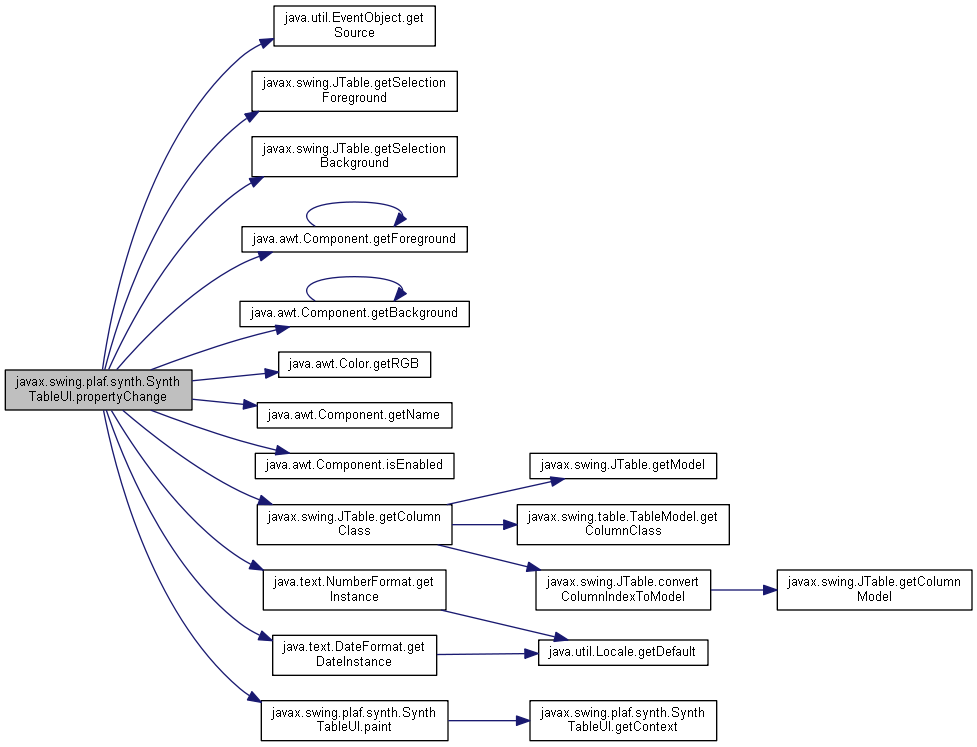 java.util.EventObject.get
Source
javax.swing.JTable.getSelection
Foreground
javax.swing.JTable.getSelection
Background
java.awt.Component.getForeground
java.awt.Component.getBackground
java.awt.Color.getRGB
javax.swing.plaf.synth.Synth
TableUI.propertyChange
java.awt.Component.getName
java.awt.Component.isEnabled
javax.swing.JTable.getColumn
Class
javax.swing.JTable.getModel
javax.swing.table.TableModel.get
ColumnClass
javax.swing.JTable.convert
ColumnIndexToModel
javax.swing.JTable.getColumn
Model
java.text.NumberFormat.get
Instance
java.text.DateFormat.get
DateInstance
java.util.Locale.getDefault
javax.swing.plaf.synth.Synth
TableUI.paint
javax.swing.plaf.synth.Synth
TableUI.getContext